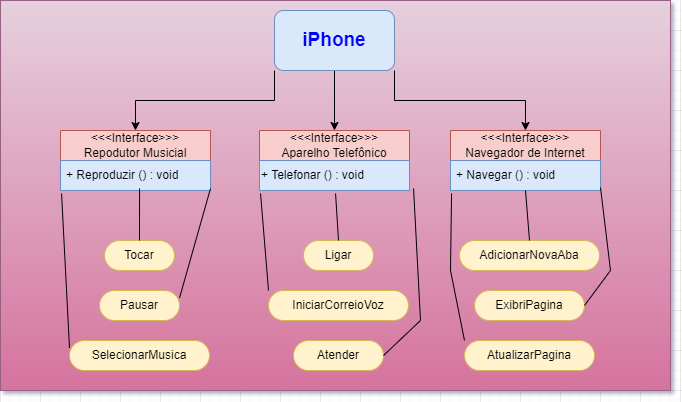 iPhone
<<<Interface>>>
Repodutor Musicial
+ Reproduzir () : void
Tocar
Pausar
SelecionarMusica
<<<Interface>>>
Aparelho Telefônico
+ Telefonar () : void
Ligar
IniciarCorreioVoz
Atender
<<<Interface>>>
Navegador de Internet
+ Navegar () : void
AdicionarNovaAba
ExibriPagina
AtualizarPagina